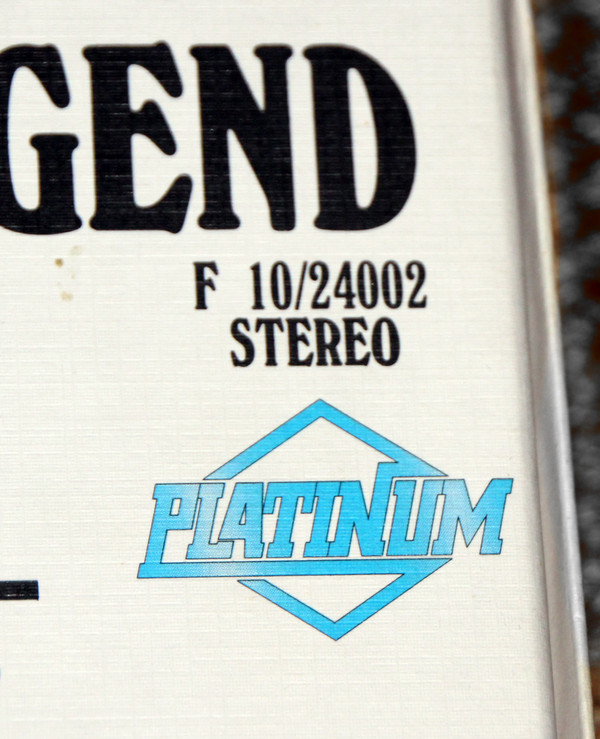 GEND
F 10/24002
STEREO
PLATINUM